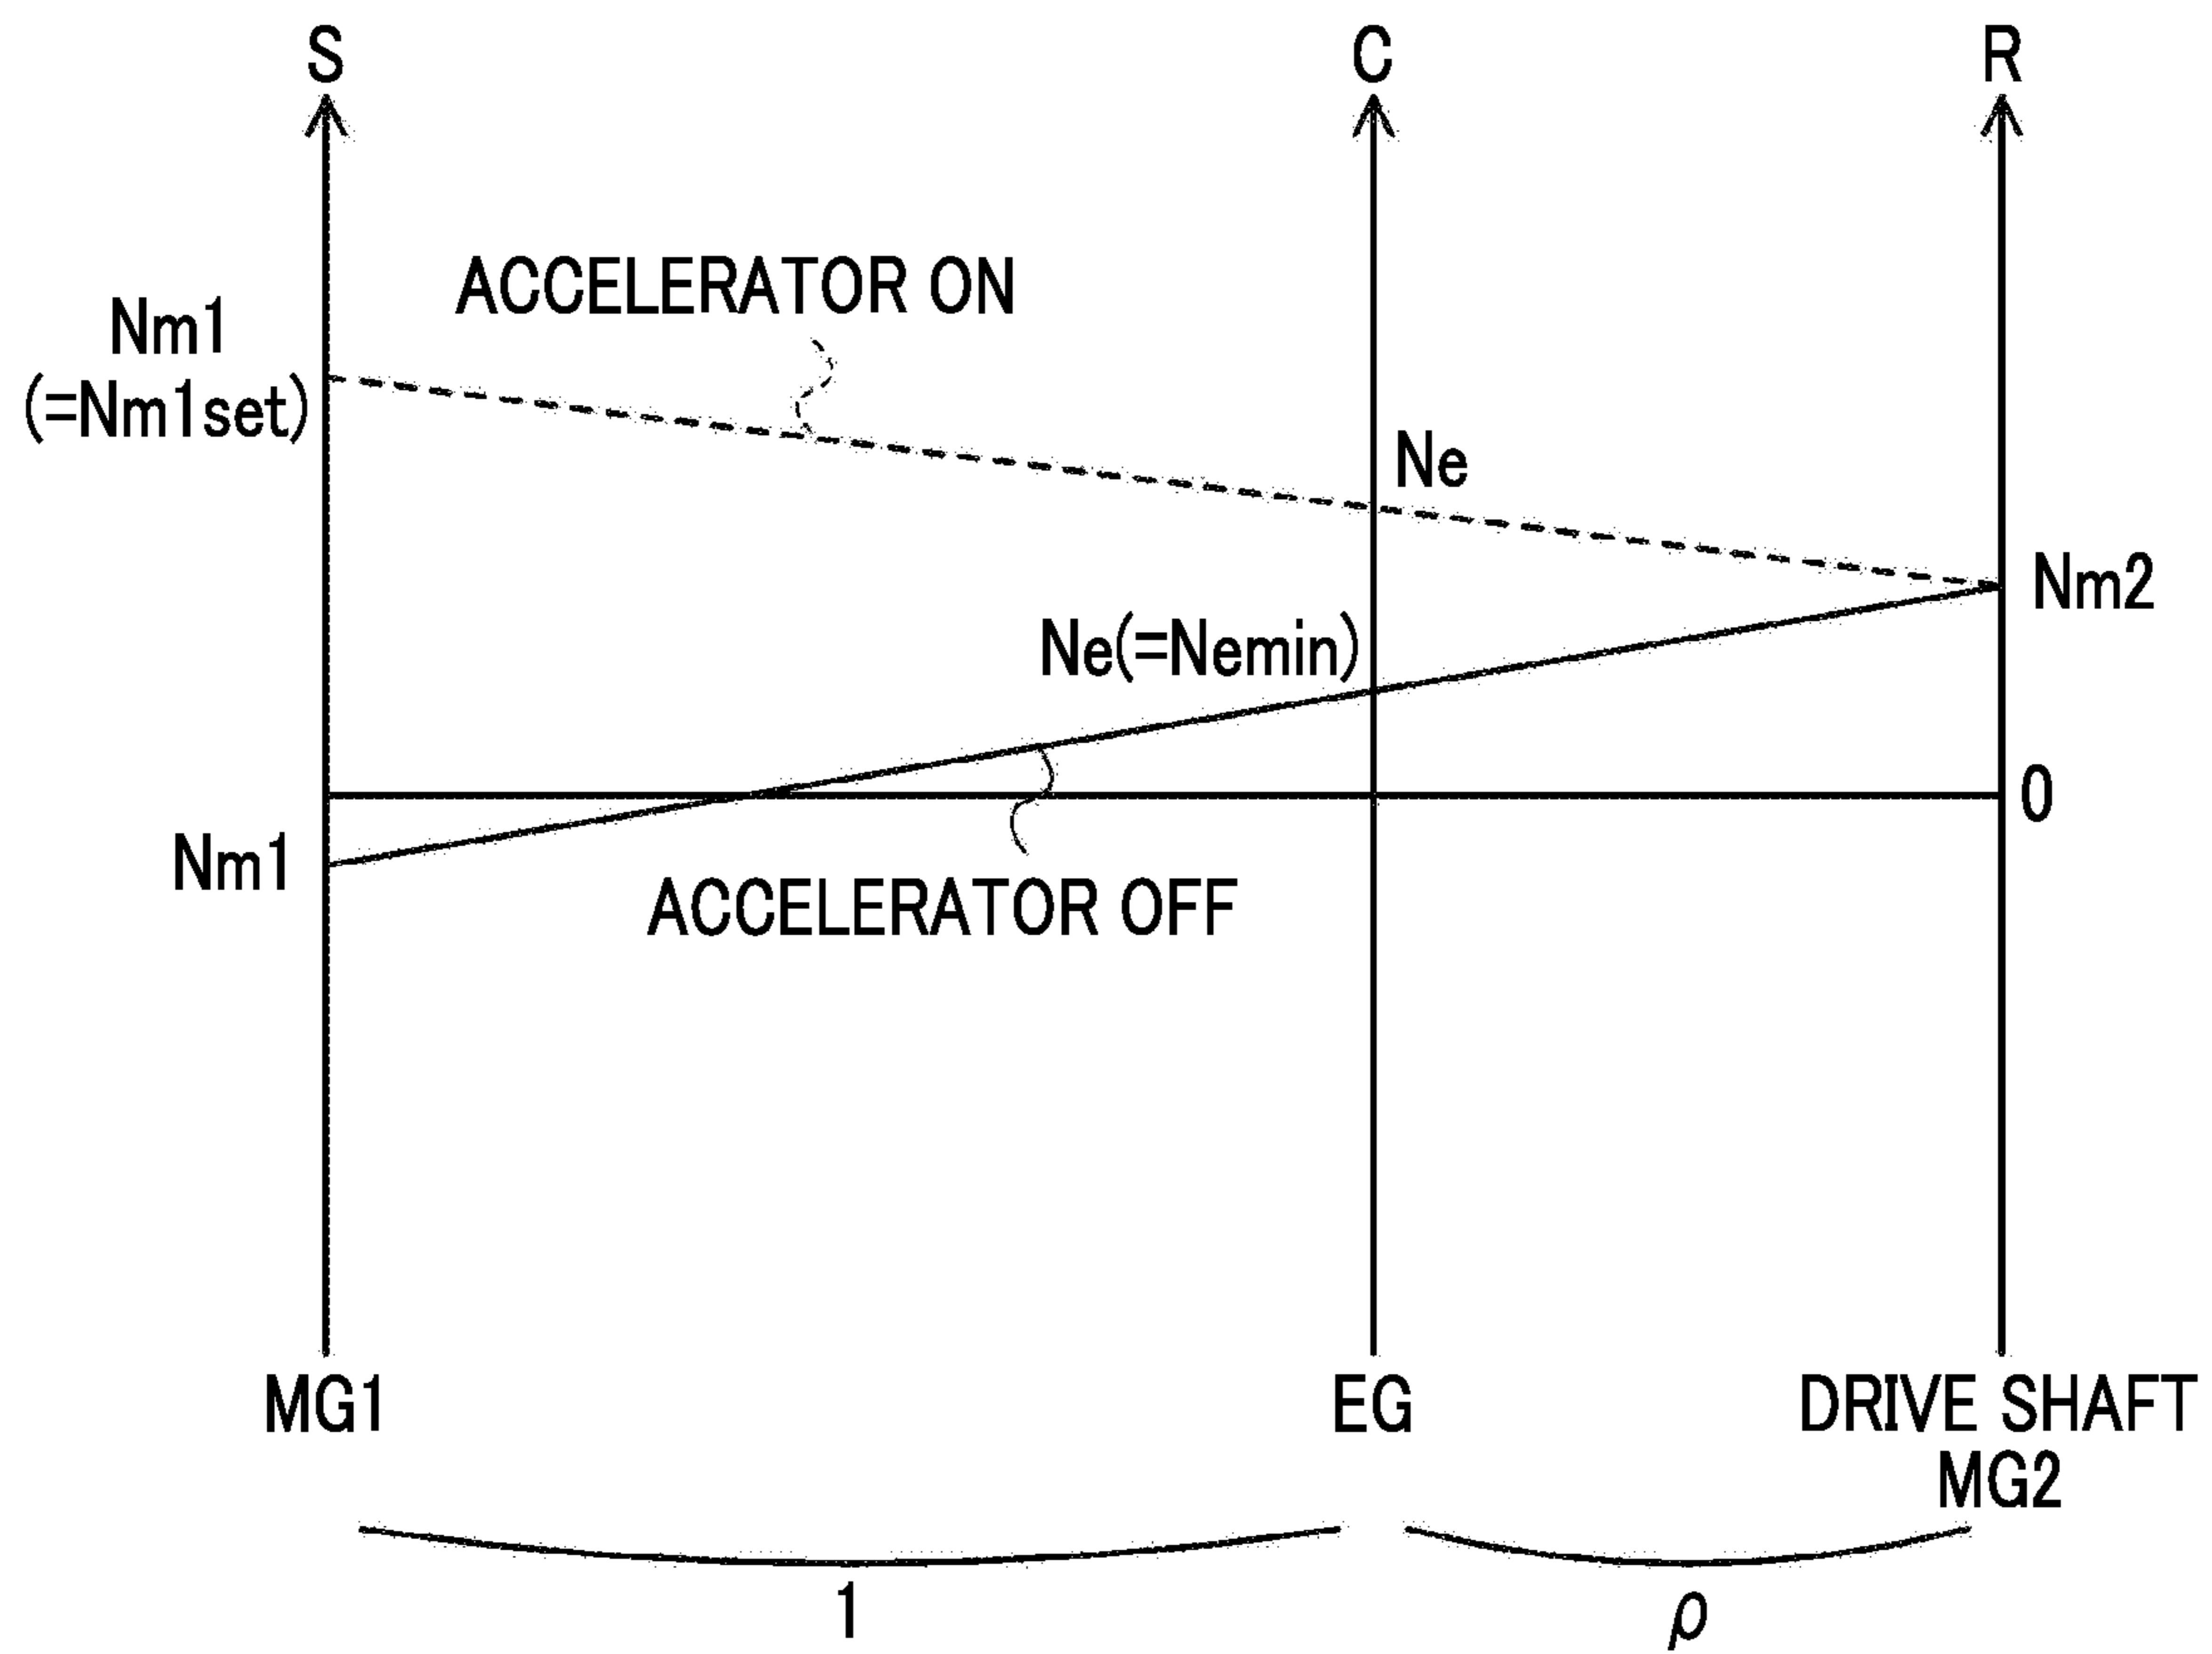 S
C
R
ACCELERATOR ON
Nm1
(=Nm1set)
Ne
Nm2
Ne(=Nemin)
0
Nm1
ACCELERATOR OFF
MG1
EG
DRIVE SHAFT
MG2
1
ρ